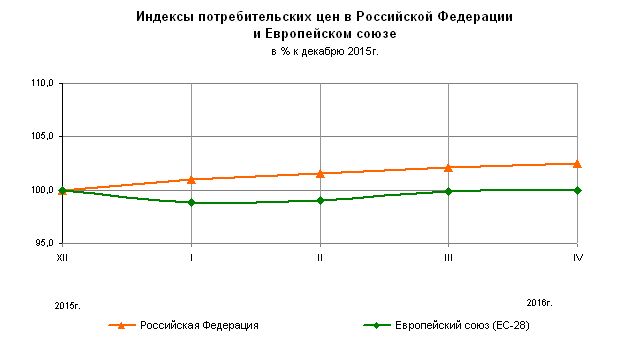 Индексы потребительских цен в Российской Федерации
и Европейском союзе
в % к декабрю 2015г.
110,0
105,0
100,0
95,0
XII I II III IV
2015г. 2016г.
Российская Федерация Европейский союз (ЕС-28)